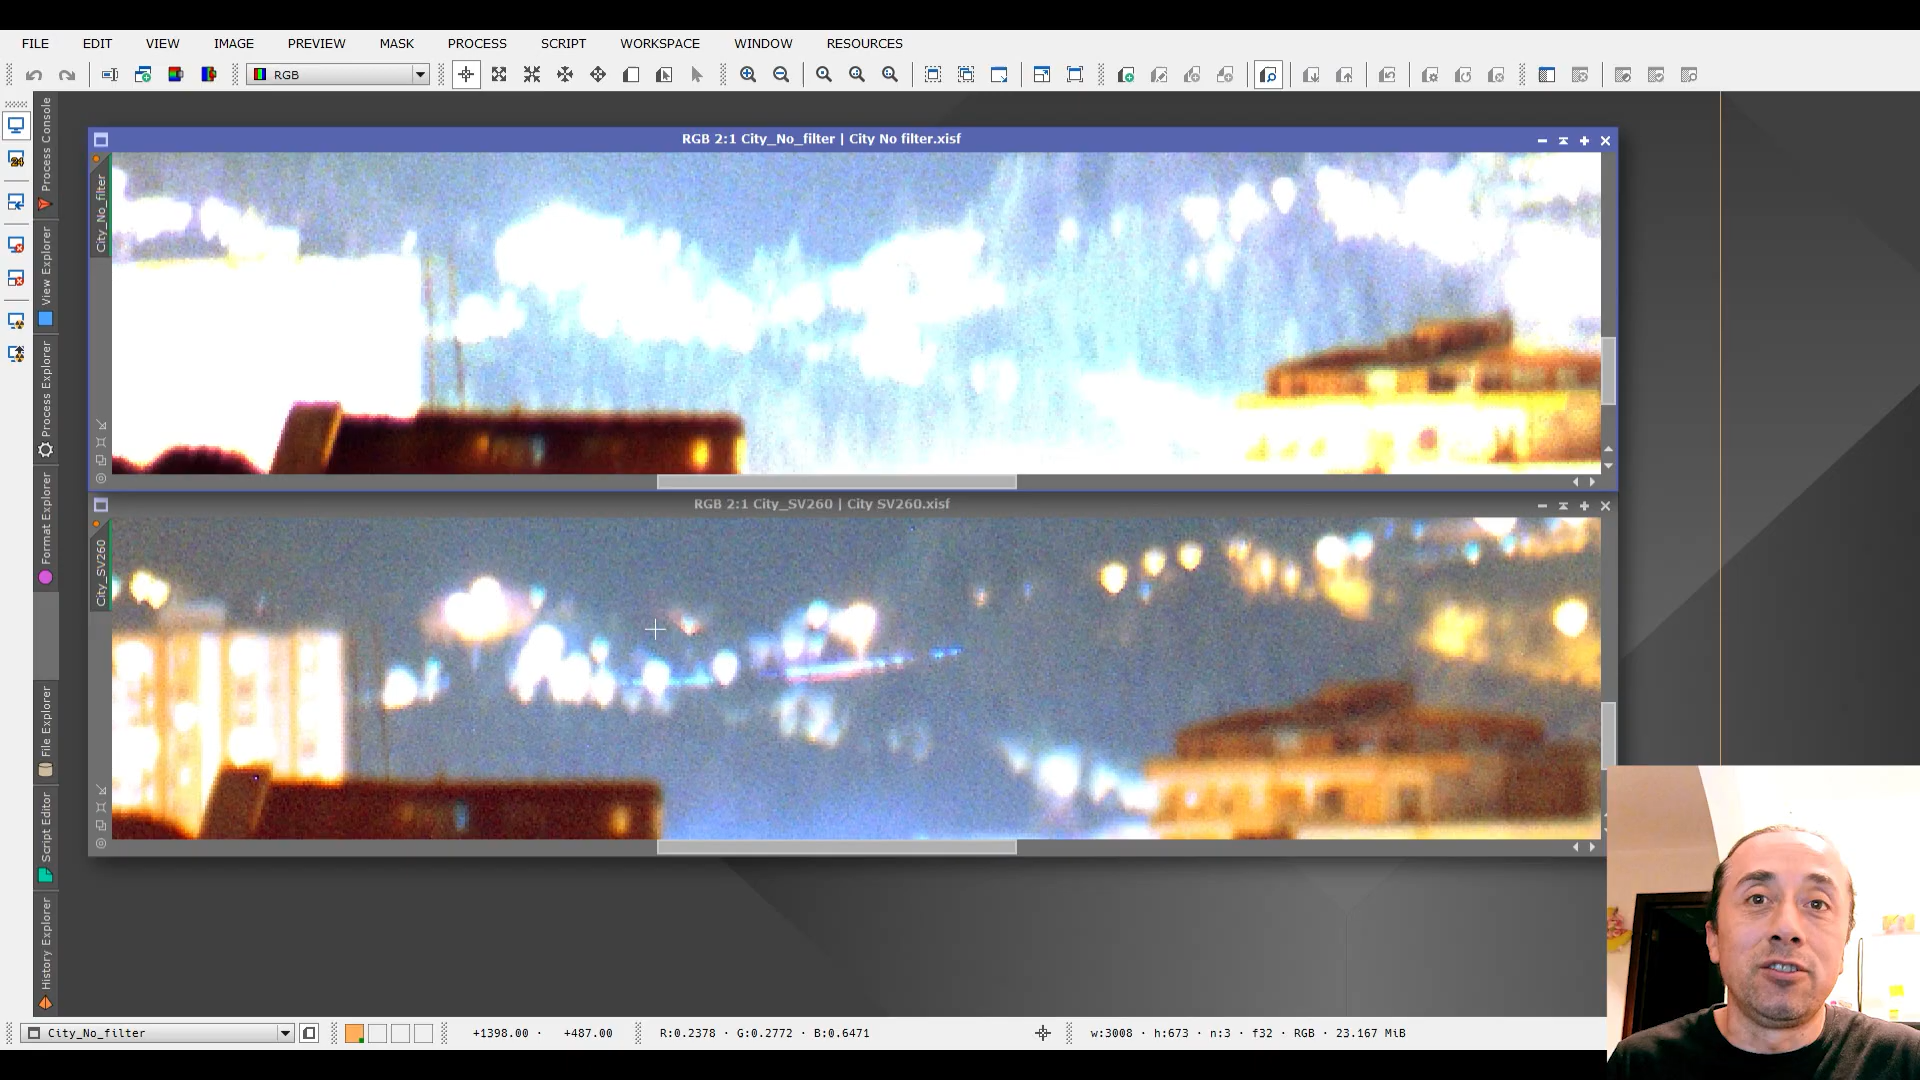 FILE EDIT VIEW IMAGE PREVIEW MASK PROCESS SCRIPT WORKSPACE WINDOW RESOURCES
RGB
24
Process Console
View Explorer
Process Explorer
Format Explorer
File Explorer
Script Editor
History Explorer
RGB 2:1 City_No_filter | City No filter.xisf
City_No_filter
RGB 2:1 City_SV260 | City SV260.xisf
City_SV260
City_No_filter
+1398.00 · +487.00
R:0.2378 · G:0.2772 · B:0.6471
w:3008 · h:673 · n:3 · f32 · RGB · 23.167 MiB